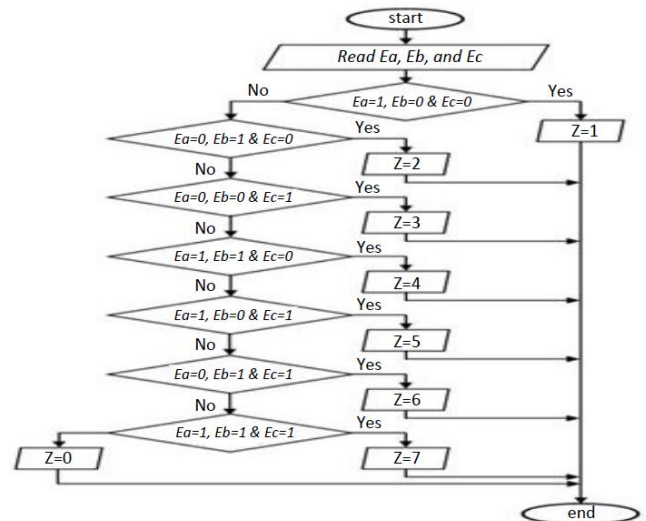 start
Read Ea, Eb, and Ec
No
Ea=1, Eb=0 & Ec=0
Yes
Z=1
Ea=0, Eb=1 & Ec=0
Yes
Z=2
No
Ea=0, Eb=0 & Ec=1
Yes
Z=3
No
Ea=1, Eb=1 & Ec=0
Yes
Z=4
No
Ea=1, Eb=0 & Ec=1
Yes
Z=5
No
Ea=0, Eb=1 & Ec=1
Yes
Z=6
No
Ea=1, Eb=1 & Ec=1
Yes
Z=0
Z=7
end